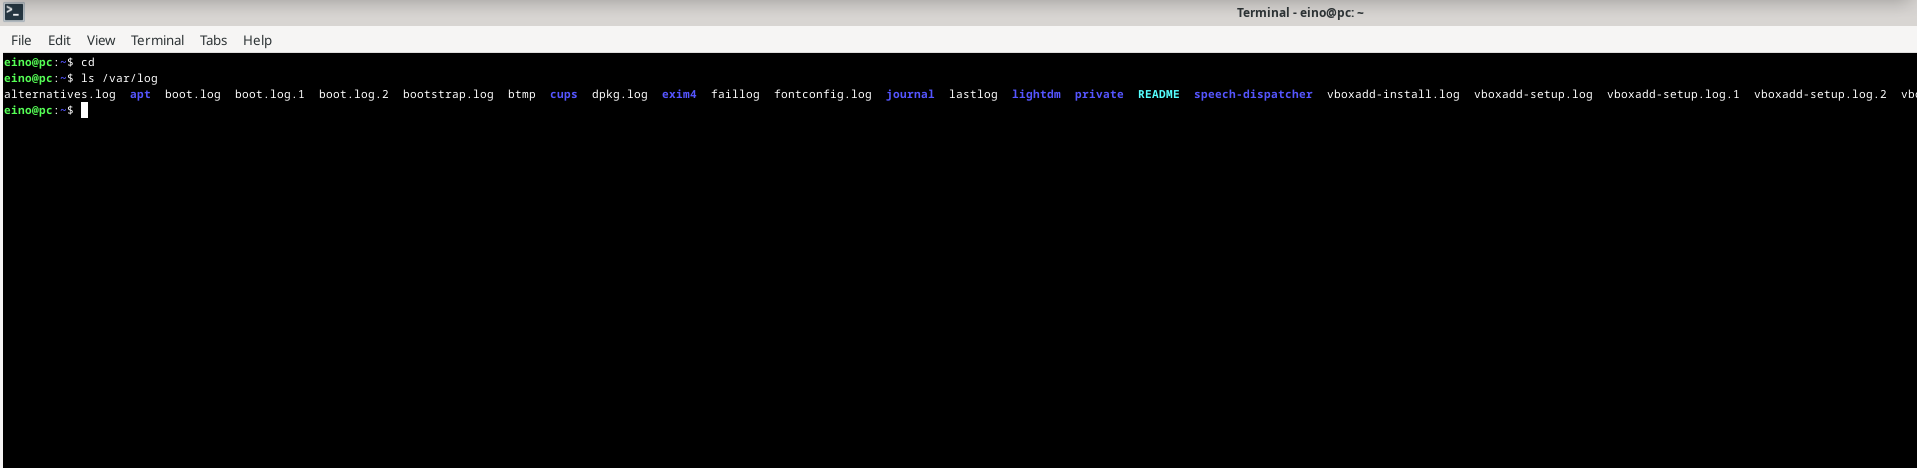 Terminal - eino@pc: ~
File Edit View Terminal Tabs Help
eino@pc:~$ cd
eino@pc:~$ ls /var/log
alternatives.log apt boot.log boot.log.1 boot.log.2 bootstrap.log btmp cups dpkg.log exim4 faillog fontconfig.log journal lastlog lightdm private README speech-dispatcher vboxadd-install.log vboxadd-setup.log vboxadd-setup.log.1 vboxadd-setup.log.2
eino@pc:~$